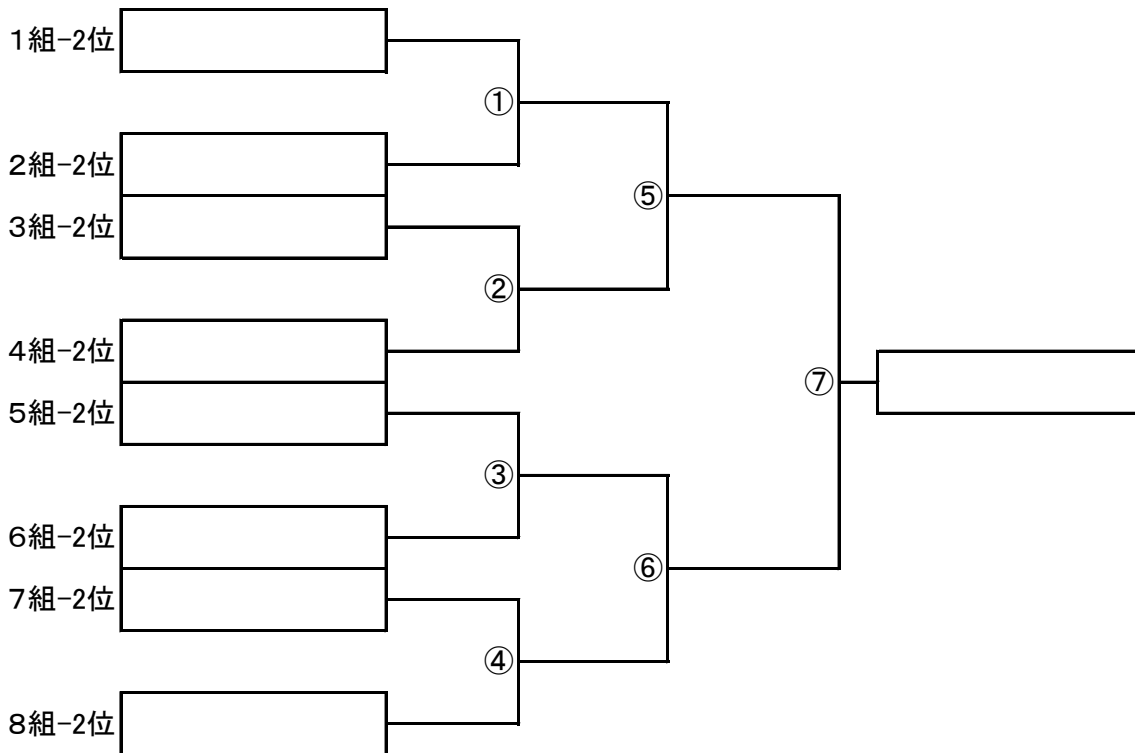 １組-2位
①
２組-2位
⑤
３組-2位
②
４組-2位
⑦
５組-2位
③
６組-2位
⑥
７組-2位
④
８組-2位